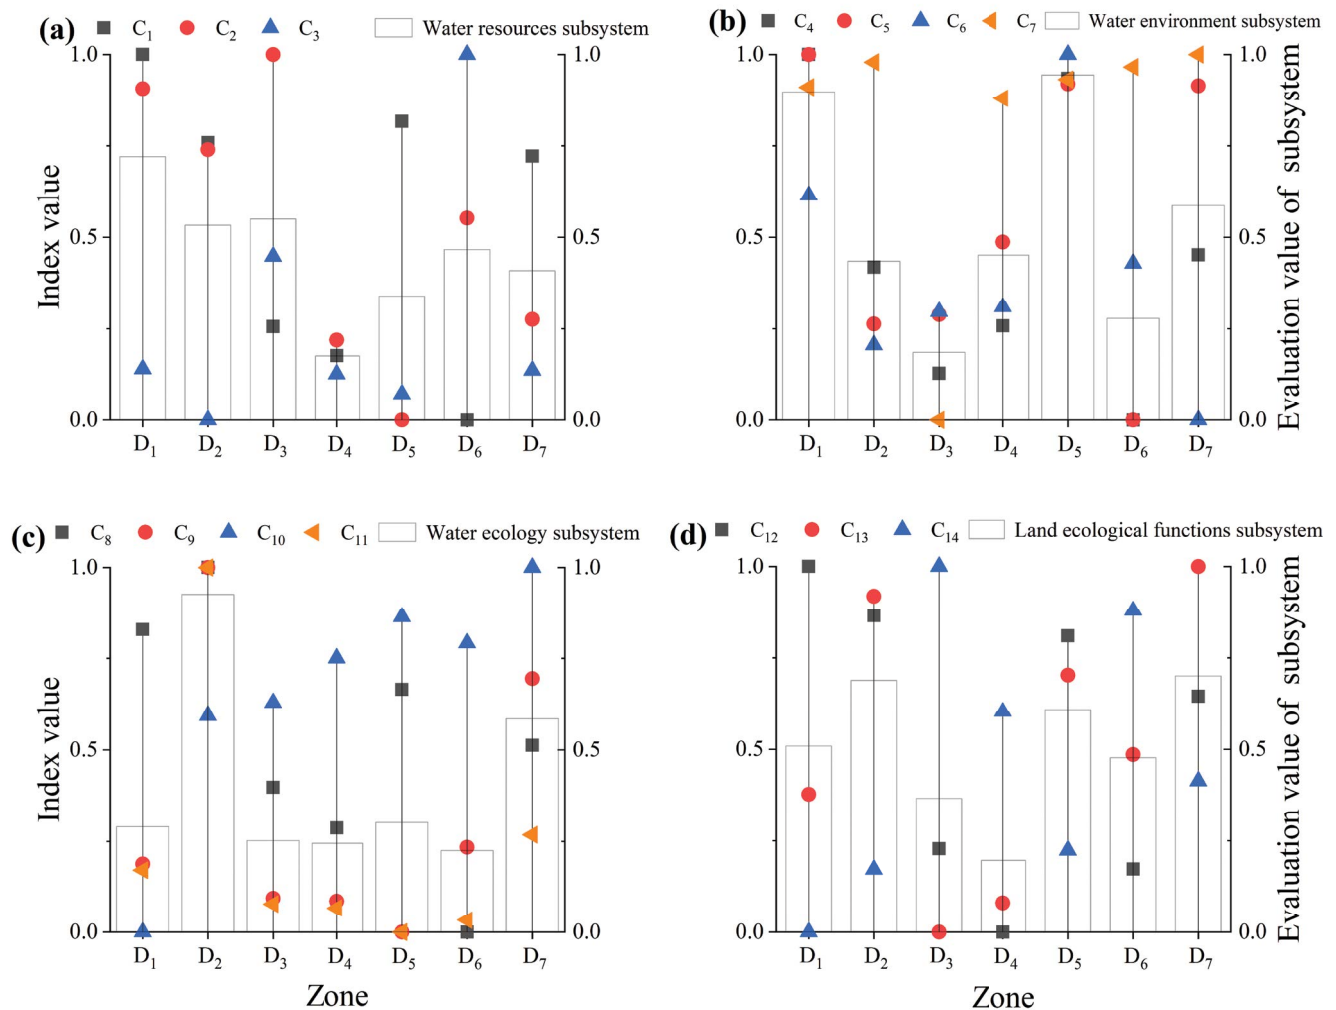 (a) C1 C2 C3 Water resources subsystem
1.0 1.0
Index value
0.5 0.5
0.0 0.0
D1 D2 D3 D4 D5 D6 D7
(b) C4 C5 C6 C7 Water environment subsystem
1.0 1.0
0.5 0.5
Evaluation value of subsystem
0.0 0.0
D1 D2 D3 D4 D5 D6 D7
(c) C8 C9 C10 C11 Water ecology subsystem
1.0 1.0
Index value
0.5 0.5
0.0 0.0
D1 D2 D3 D4 D5 D6 D7
Zone
(d) C12 C13 C14 Land ecological functions subsystem
1.0 1.0
0.5 0.5
Evaluation value of subsystem
0.0 0.0
D1 D2 D3 D4 D5 D6 D7
Zone